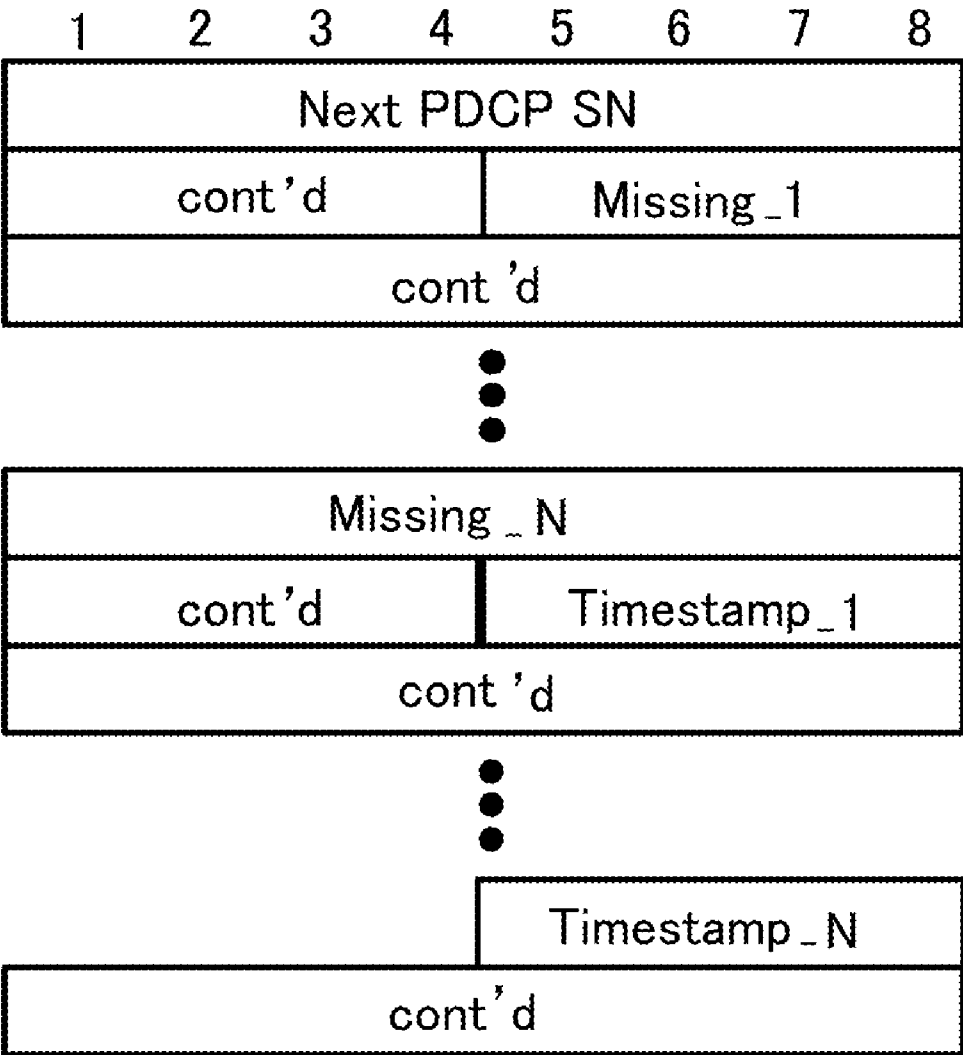 1 2 3 4 5 6 7 8
Next PDCP SN
cont'd Missing_1
cont'd
Missing_N
cont'd Timestamp_1
cont'd
Timestamp_N
cont'd